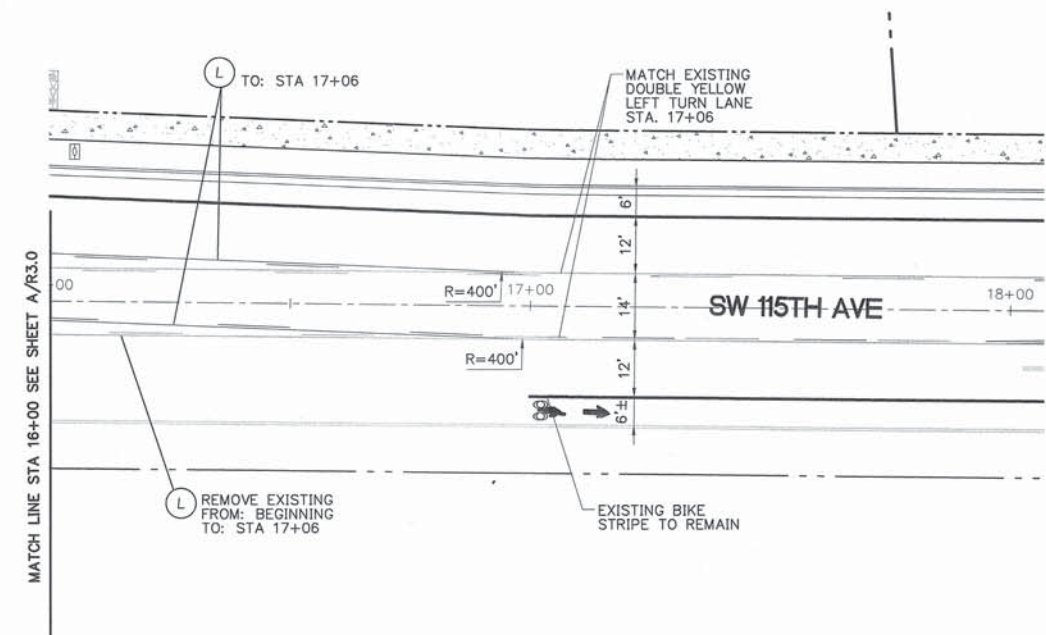 L
TO: STA 17+06
MATCH EXISTING
DOUBLE YELLOW
LEFT TURN LANE
STA. 17+06
6'
12'
00
R=400'
17+00
14'
SW 115TH AVE
18+00
R=400'
12'
6'±
MATCH LINE STA 16+00 SEE SHEET A/R3.0
L
REMOVE EXISTING
FROM: BEGINNING
TO: STA 17+06
EXISTING BIKE
STRIPE TO REMAIN